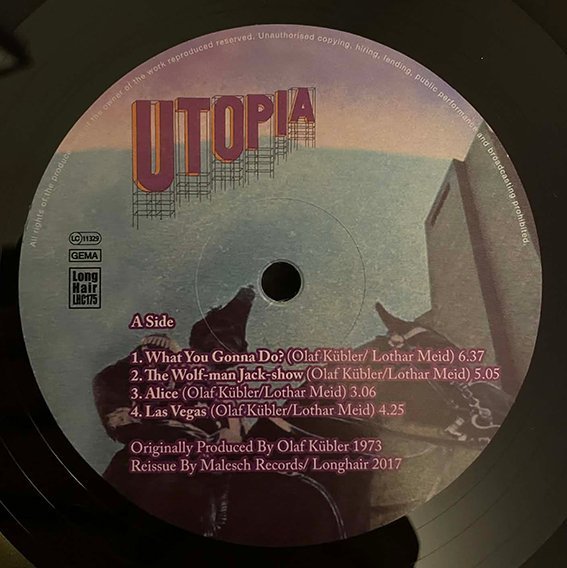 All rights of the produc of the owner of the work reproduced reserved. Unauthorised copying, hiring, lending, public performance and broadcasting prohibited.
UTOPIA
LC 11329
GEMA
Long
Hair
LHC175
A Side
1. What You Gonna Do? (Olaf Kübler/ Lothar Meid) 6.37
2. The Wolf-man Jack-show (Olaf Kübler/Lothar Meid) 5.05
3. Alice (Olaf Kübler/Lothar Meid) 3.06
4. Las Vegas (Olaf Kübler/Lothar Meid) 4.25
Originally Produced By Olaf Kübler 1973
Reissue By Malesch Records/ Longhair 2017